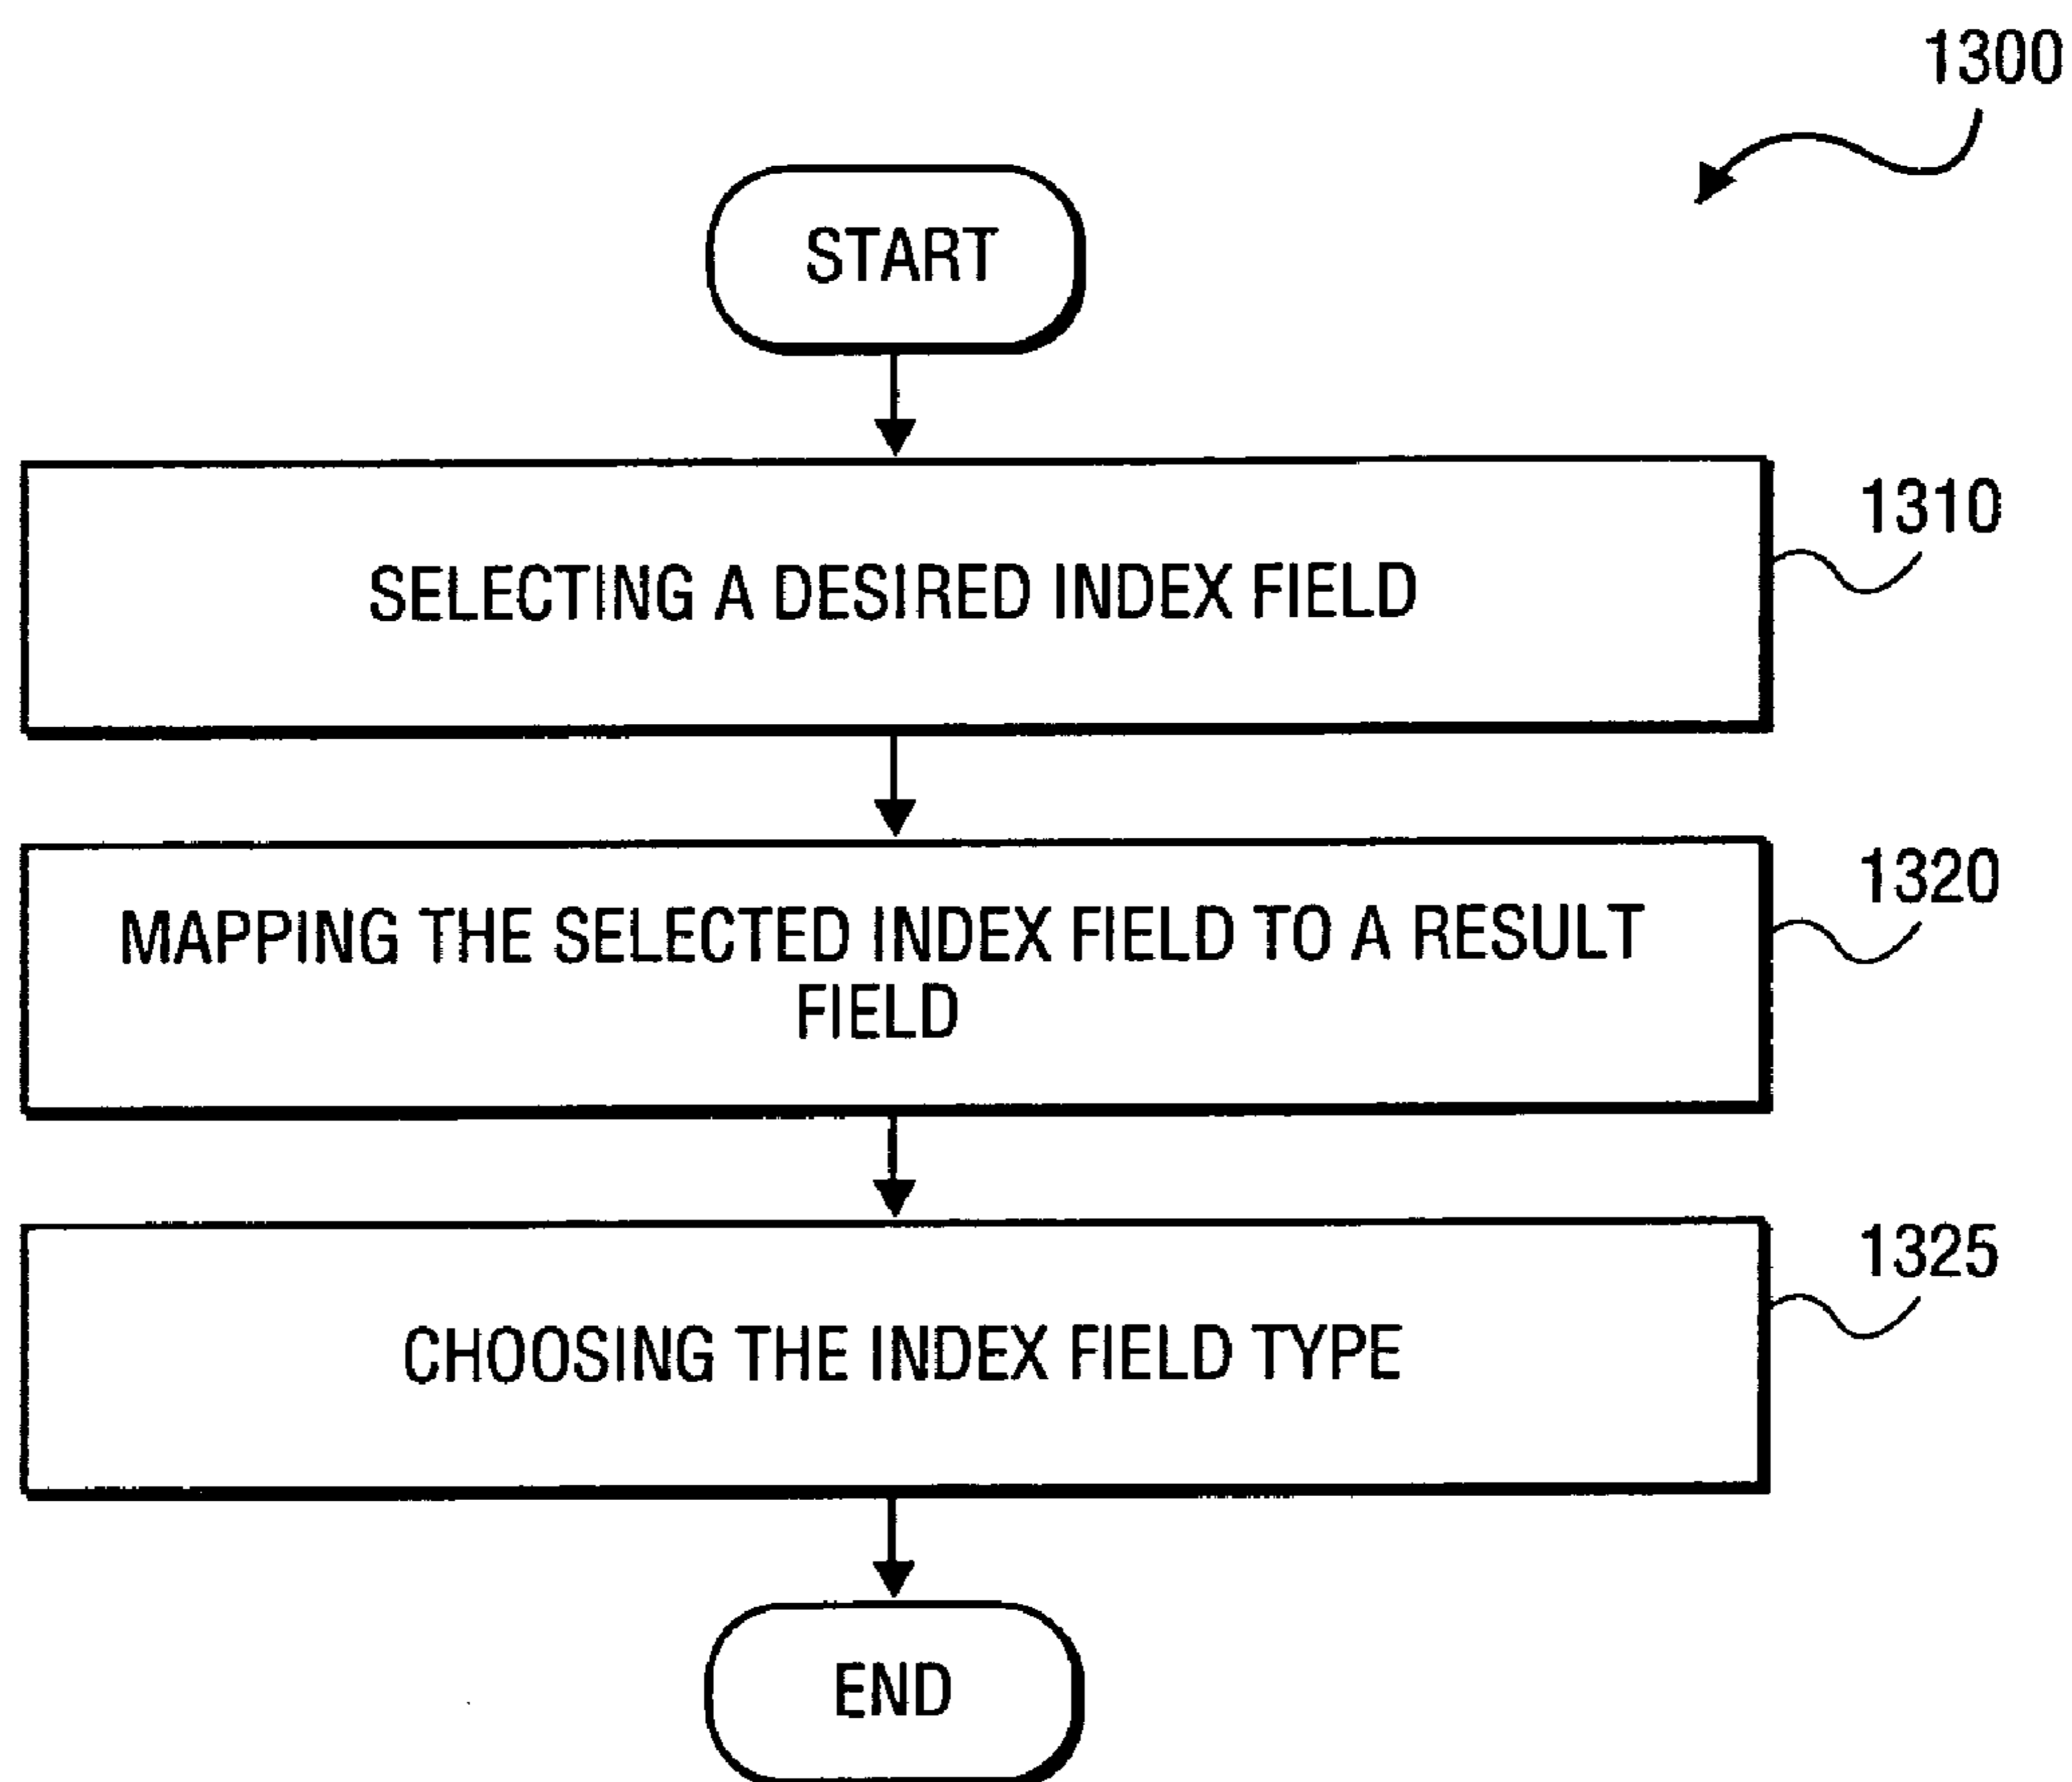 1300
START
1310
SELECTING A DESIRED INDEX FIELD
1320
MAPPING THE SELECTED INDEX FIELD TO A RESULT
FIELD
1325
CHOOSING THE INDEX FIELD TYPE
END